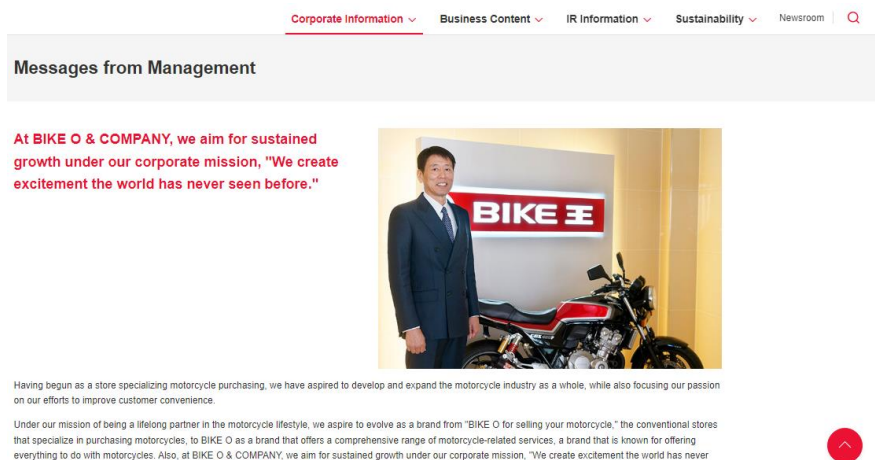 Corporate Information Business Content IR Information Sustainability Newsroom
Messages from Management
At BIKE O & COMPANY, we aim for sustained
growth under our corporate mission, "We create
excitement the world has never seen before."
BIKE 王
Having begun as a store specializing motorcycle purchasing, we have aspired to develop and expand the motorcycle industry as a whole, while also focusing our passion
on our efforts to improve customer convenience.
Under our mission of being a lifelong partner in the motorcycle lifestyle, we aspire to evolve as a brand from "BIKE O for selling your motorcycle," the conventional stores
that specialize in purchasing motorcycles, to BIKE O as a brand that offers a comprehensive range of motorcycle-related services, a brand that is known for offering
everything to do with motorcycles. Also, at BIKE O & COMPANY, we aim for sustained growth under our corporate mission, "We create excitement the world has never